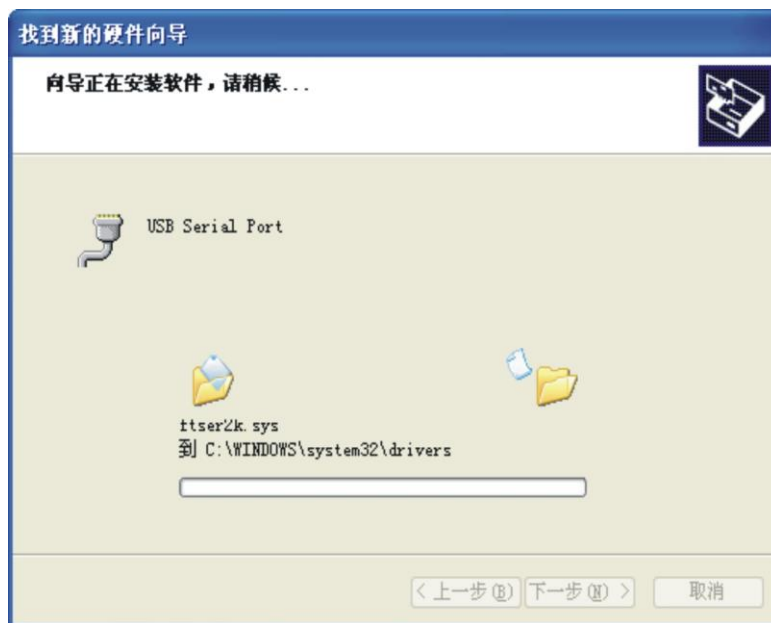 找到新的硬件向导
向导正在安装软件，请稍候...
USB Serial Port
ftser2k.sys
到 C:\WINDOWS\system32\drivers
< 上一步(B) 下一步(N) > 取消